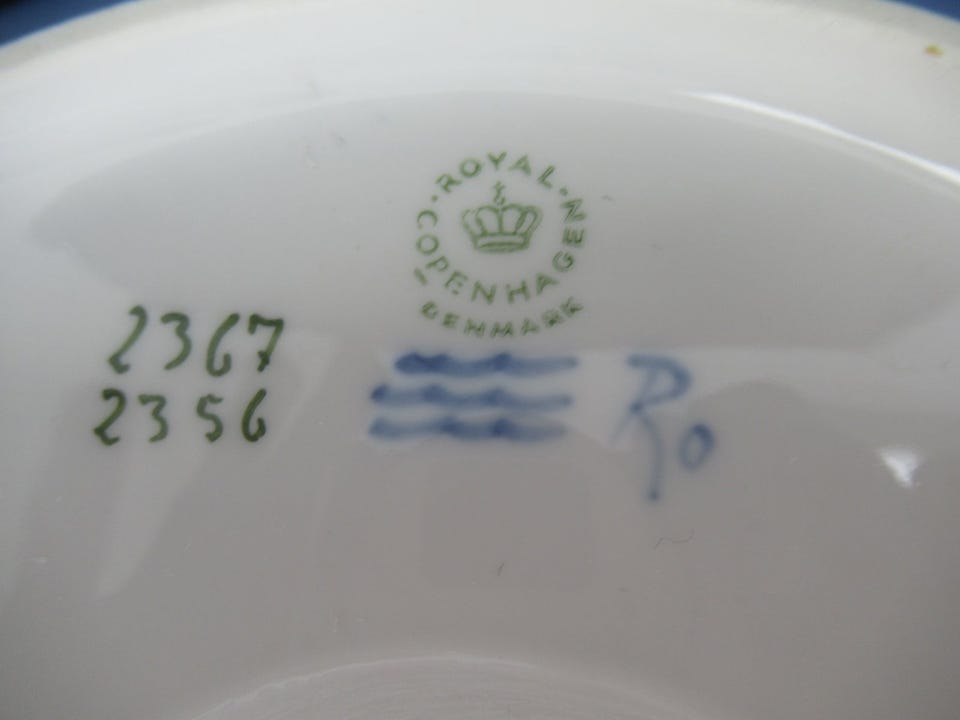 ROYAL
COPENHAGEN
DENMARK
2367
2356
Ro